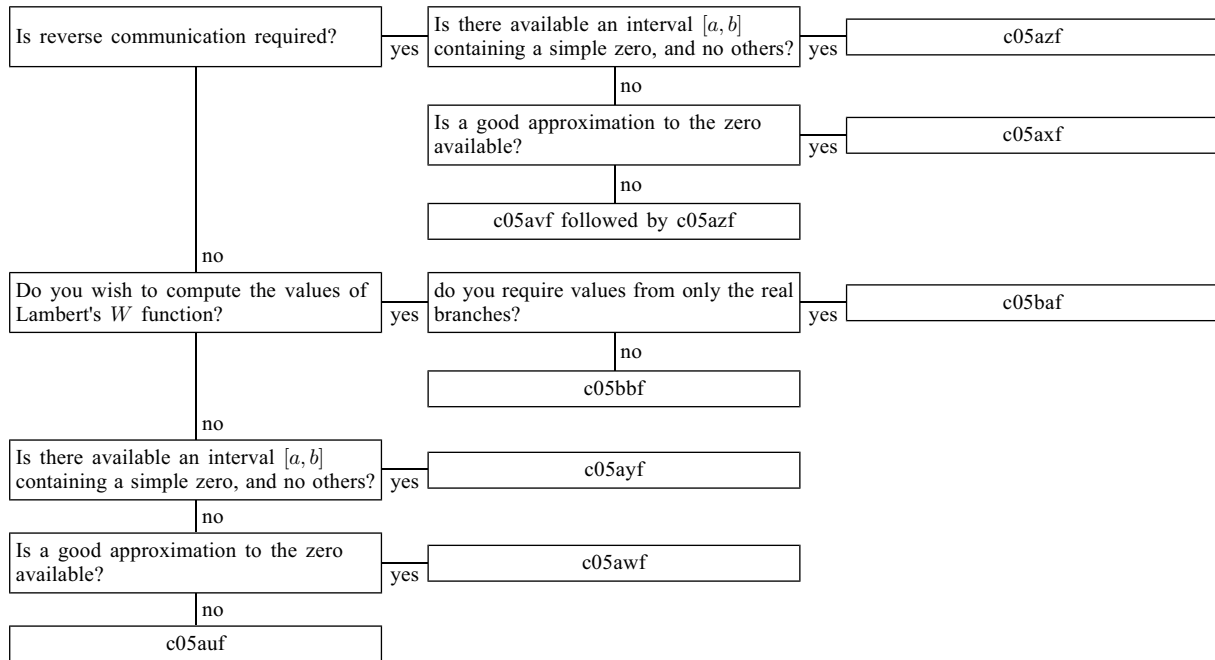 Is reverse communication required?
yes
Is there available an interval [a, b]
containing a simple zero, and no others?
yes
c05azf
no
Is a good approximation to the zero
available?
yes
c05axf
no
c05avf followed by c05azf
no
Do you wish to compute the values of
Lambert's W function?
yes
do you require values from only the real
branches?
yes
c05baf
no
c05bbf
no
Is there available an interval [a, b]
containing a simple zero, and no others?
yes
c05ayf
no
Is a good approximation to the zero
available?
yes
c05awf
no
c05auf